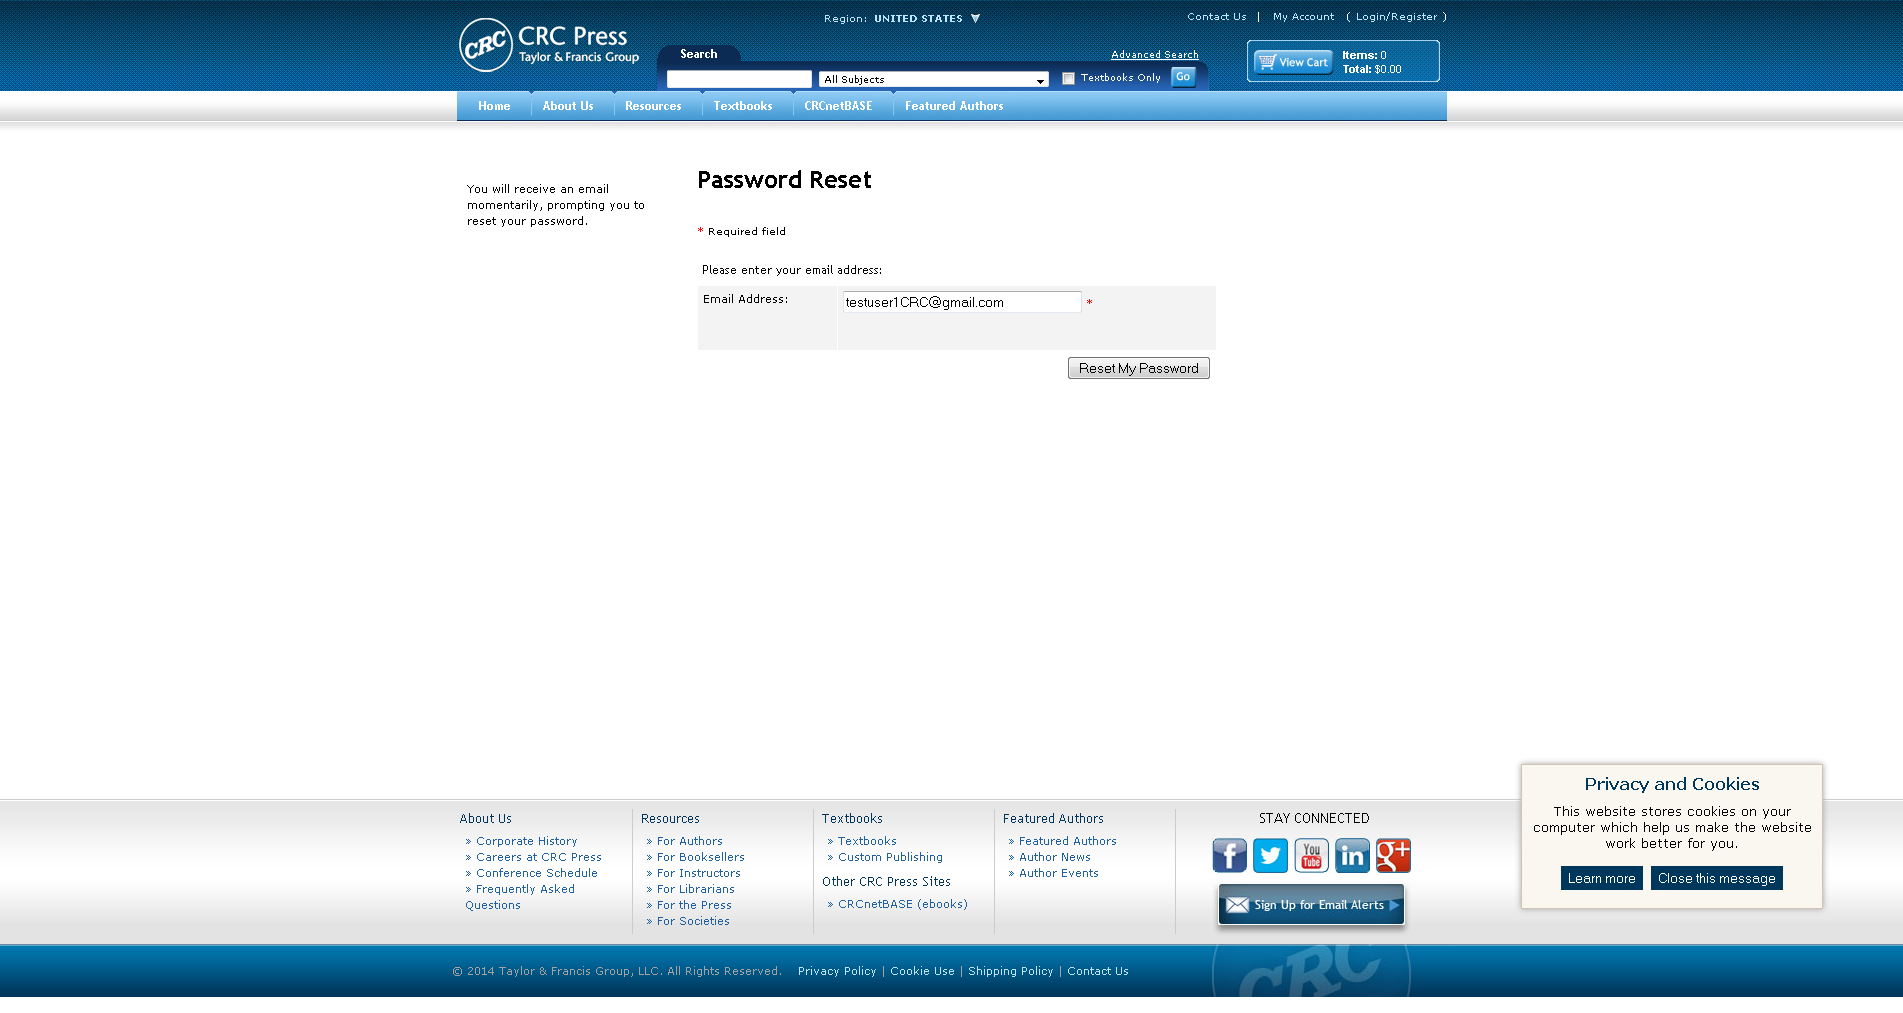 Region: UNITED STATES
Contact Us | My Account ( Login/Register )
CRC
CRC Press
Taylor & Francis Group
Search
Advanced Search
All Subjects
Textbooks Only
Go
View Cart
Items: 0
Total: $0.00
Home
About Us
Resources
Textbooks
CRCnetBASE
Featured Authors
You will receive an email
momentarily, prompting you to
reset your password.
Password Reset
* Required field
Please enter your email address:
Email Address:
testuser1CRC@gmail.com *
Reset My Password
About Us
» Corporate History
» Careers at CRC Press
» Conference Schedule
» Frequently Asked
Questions
Resources
» For Authors
» For Booksellers
» For Instructors
» For Librarians
» For the Press
» For Societies
Textbooks
» Textbooks
» Custom Publishing
Other CRC Press Sites
» CRCnetBASE (ebooks)
Featured Authors
» Featured Authors
» Author News
» Author Events
STAY CONNECTED
f
You
Tube
in
g+
Sign Up for Email Alerts
Privacy and Cookies
This website stores cookies on your
computer which help us make the website
work better for you.
Learn more
Close this message
© 2014 Taylor & Francis Group, LLC. All Rights Reserved.
Privacy Policy | Cookie Use | Shipping Policy | Contact Us
CRC